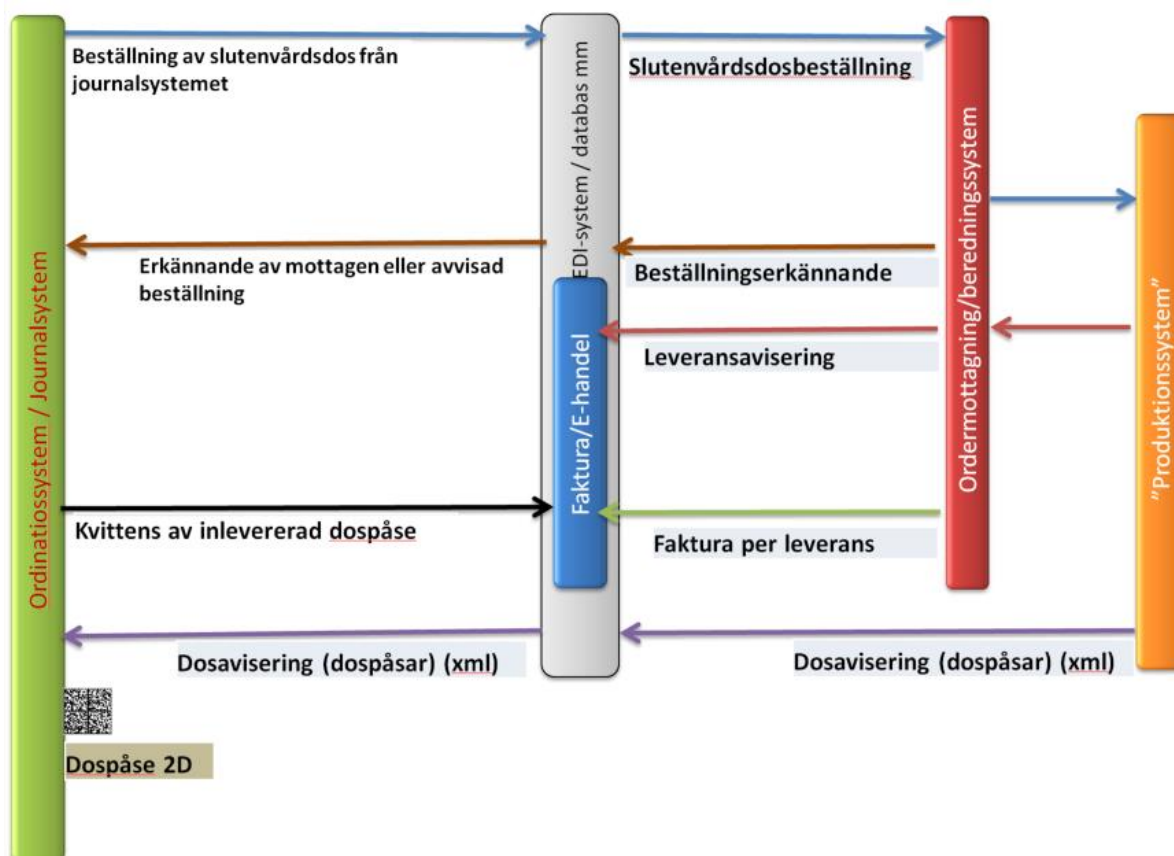 Beställning av slutenvårdsdos från
journalsystemet
Slutenvårdsdosbeställning
Erkännande av mottagen eller avvisad
beställning
Beställningserkännande
Leveransavisering
Kvittens av inlevererad dospåse
Faktura per leverans
Dosavisering (dospåsar) (xml)
Dosavisering (dospåsar) (xml)
Dospåse 2D
Ordinatiossystem / Journalsystem
EDI-system / databas mm
Faktura/E-handel
Ordermottagning/beredningssystem
”Produktionssystem”